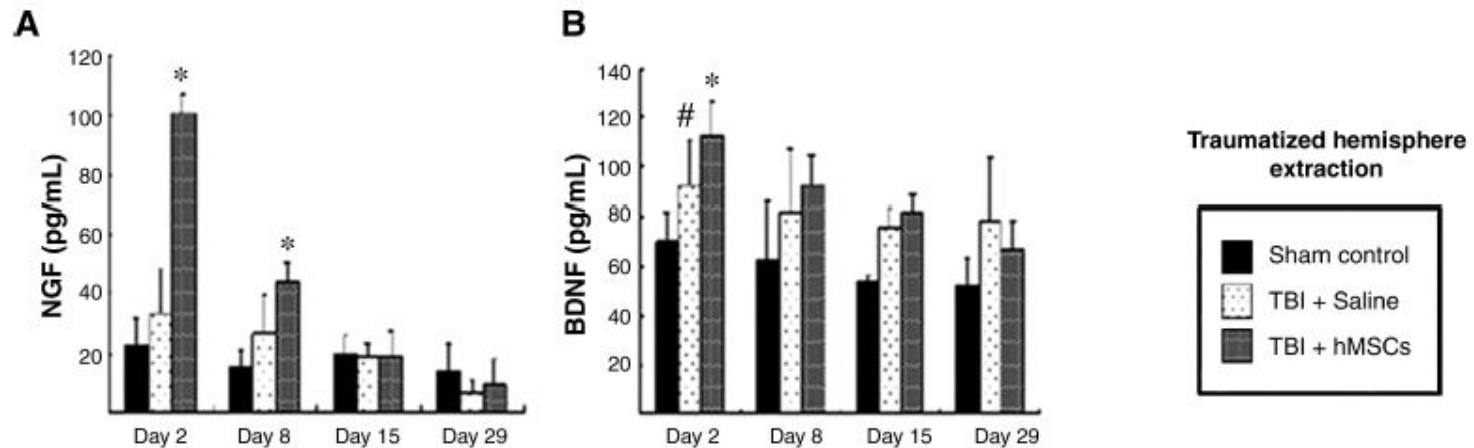 A
NGF (pg/mL)
120
100
80
60
40
20
*
*
Day 2 Day 8 Day 15 Day 29
B
BDNF (pg/mL)
140
120
100
80
60
40
20
#
*
Day 2 Day 8 Day 15 Day 29
Traumatized hemisphere
extraction
Sham control
TBI + Saline
TBI + hMSCs